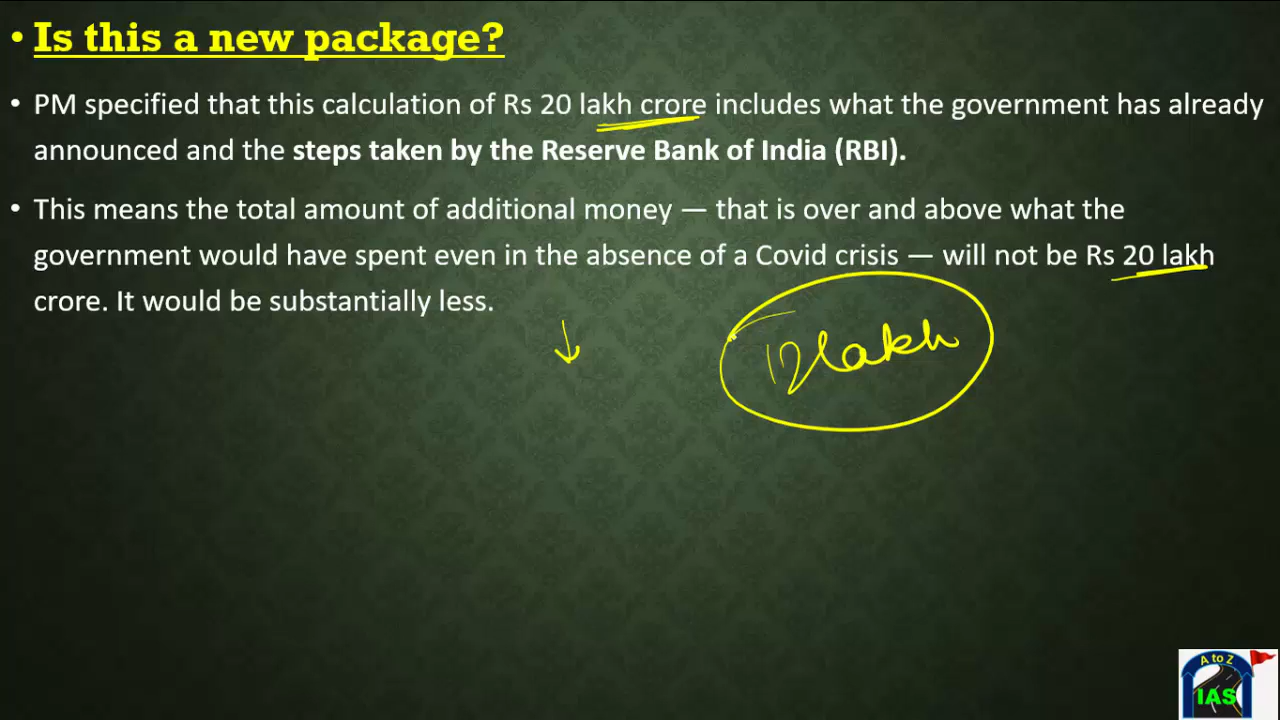 • Is this a new package?
• PM specified that this calculation of Rs 20 lakh crore includes what the government has already
announced and the steps taken by the Reserve Bank of India (RBI).
• This means the total amount of additional money — that is over and above what the
government would have spent even in the absence of a Covid crisis — will not be Rs 20 lakh
crore. It would be substantially less.
12 lakh
A to Z
IAS